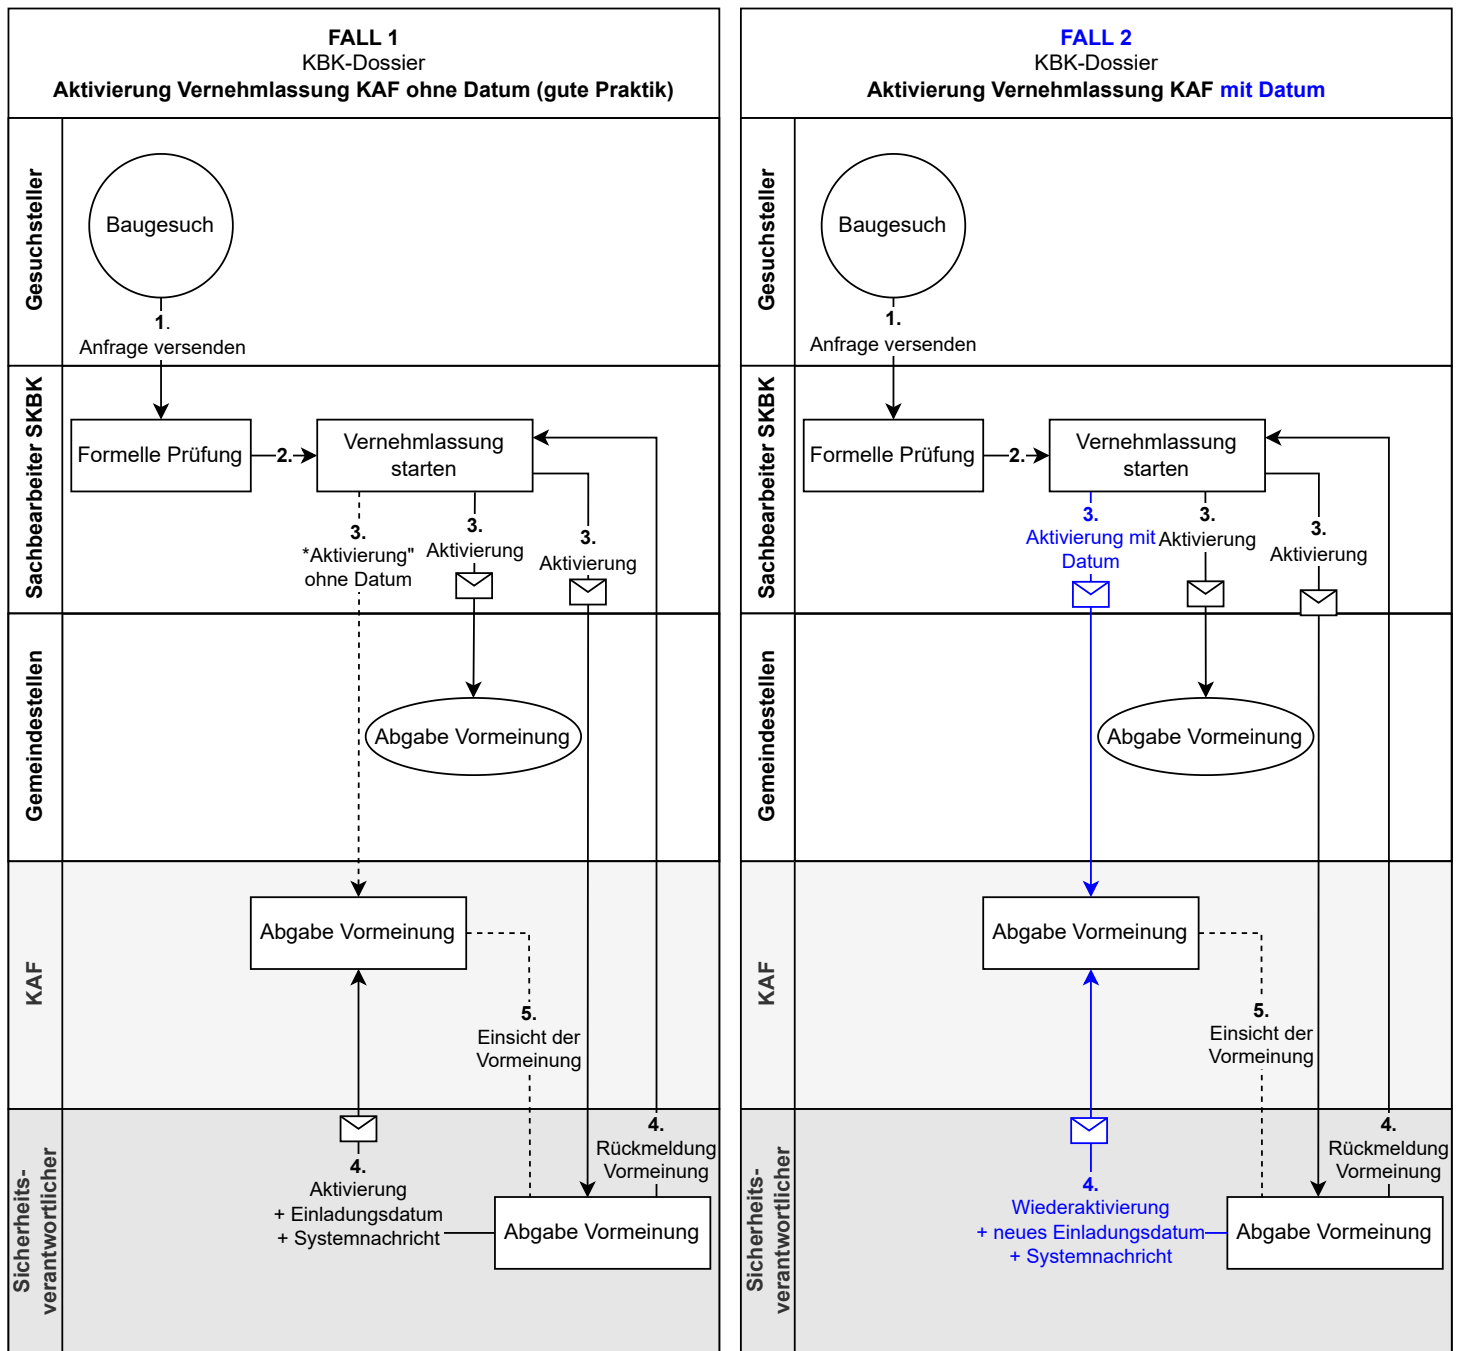 FALL 1
KBK-Dossier
Aktivierung Vernehmlassung KAF ohne Datum (gute Praktik)
Gesuchsteller
Baugesuch
1.
Anfrage versenden
Sachbearbeiter SKBK
Formelle Prüfung
2.
Vernehmlassung
starten
3.
*Aktivierung"
ohne Datum
3.
Aktivierung
3.
Aktivierung
Gemeindestellen
Abgabe Vormeinung
KAF
Abgabe Vormeinung
5.
Einsicht der
Vormeinung
Sicherheits-
verantwortlicher
4.
Aktivierung
+ Einladungsdatum
+ Systemnachricht
4.
Rückmeldung
Vormeinung
Abgabe Vormeinung
FALL 2
KBK-Dossier
Aktivierung Vernehmlassung KAF mit Datum
Gesuchsteller
Baugesuch
1.
Anfrage versenden
Sachbearbeiter SKBK
Formelle Prüfung
2.
Vernehmlassung
starten
3.
Aktivierung mit
Datum
3.
Aktivierung
3.
Aktivierung
Gemeindestellen
Abgabe Vormeinung
KAF
Abgabe Vormeinung
5.
Einsicht der
Vormeinung
Sicherheits-
verantwortlicher
4.
Wiederaktivierung
+ neues Einladungsdatum
+ Systemnachricht
4.
Rückmeldung
Vormeinung
Abgabe Vormeinung